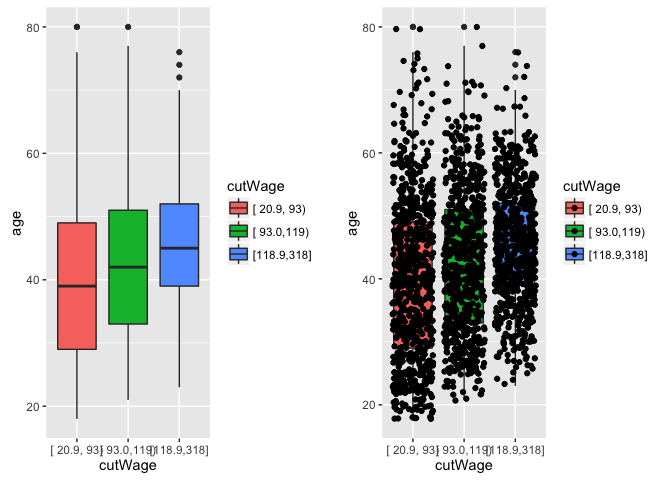 80
60
40
20
age
[ 20.9, 93)
[ 93.0,119)
[118.9,318]
cutWage
cutWage
[ 20.9, 93)
[ 93.0,119)
[118.9,318]
80
60
40
20
age
[ 20.9, 93)
[ 93.0,119)
[118.9,318]
cutWage
cutWage
[ 20.9, 93)
[ 93.0,119)
[118.9,318]